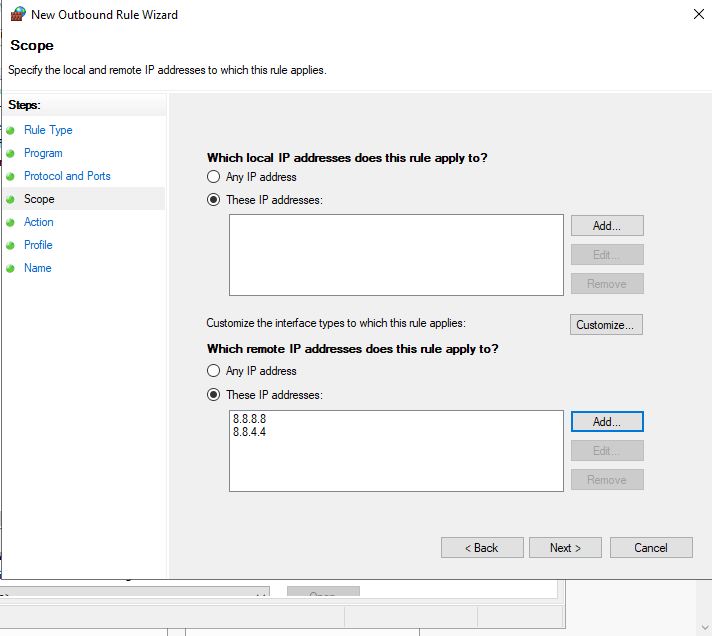 New Outbound Rule Wizard
Scope
Specify the local and remote IP addresses to which this rule applies.
Steps:
Rule Type
Program
Protocol and Ports
Scope
Action
Profile
Name
Which local IP addresses does this rule apply to?
Any IP address
These IP addresses:
Add...
Edit...
Remove
Customize the interface types to which this rule applies:
Customize...
Which remote IP addresses does this rule apply to?
Any IP address
These IP addresses:
8.8.8.8
8.8.4.4
Add...
Edit...
Remove
< Back
Next >
Cancel